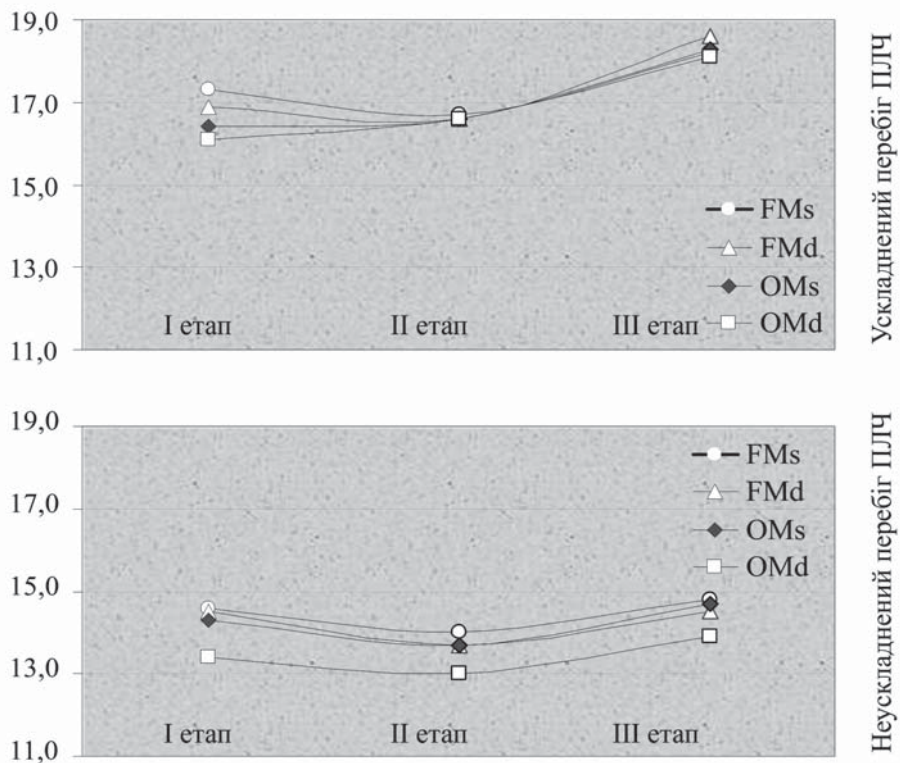 19,0
17,0
15,0
13,0
11,0
FMs
FMd
OMs
OMd
I етап
II етап
III етап
Ускладнений перебіг ПЛЧ
19,0
17,0
15,0
13,0
11,0
FMs
FMd
OMs
OMd
I етап
II етап
III етап
Неускладнений перебіг ПЛЧ